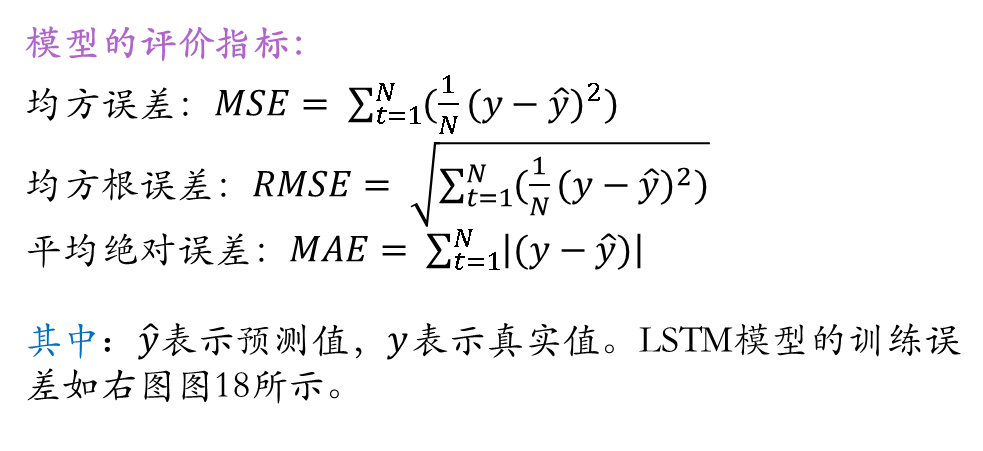 模型的评价指标：
均方误差：$MSE = \sum_{t=1}^{N}(\frac{1}{N}(y-\hat{y})^2)$
均方根误差：$RMSE = \sqrt{\sum_{t=1}^{N}(\frac{1}{N}(y-\hat{y})^2)}$
平均绝对误差：$MAE = \sum_{t=1}^{N}|(y-\hat{y})|$
其中：$\hat{y}$表示预测值，$y$表示真实值。LSTM模型的训练误
差如右图图18所示。